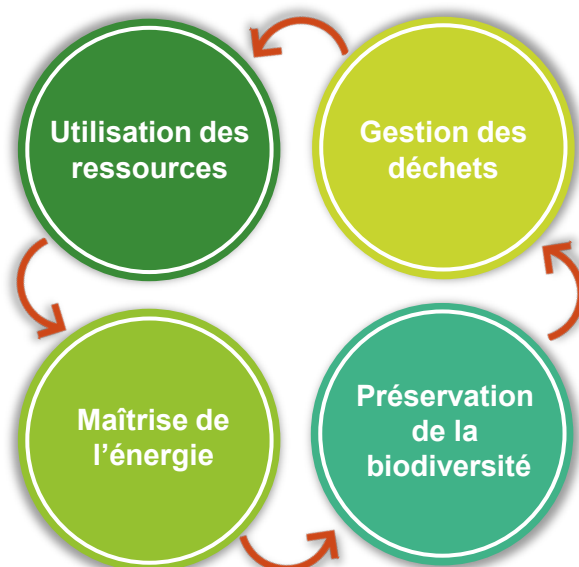 Utilisation des
ressources
Gestion des
déchets
Maîtrise de
l’énergie
Préservation
de la
biodiversité